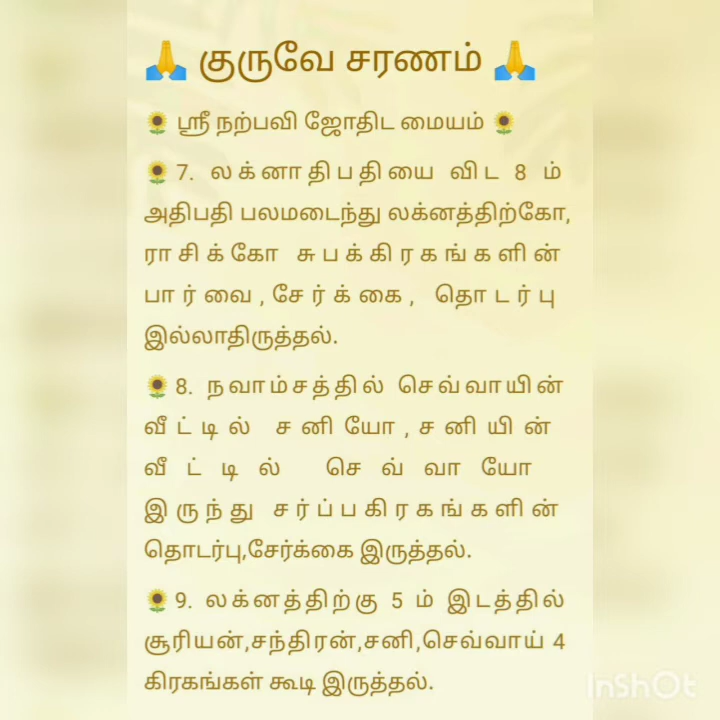 🙏 குருவே சரணம் 🙏
🌻 ஸ்ரீ நற்பவி ஜோதிட மையம் 🌻
🌻 7. லக்னாதிபதியை விட 8 ம்
அதிபதி பலமடைந்து லக்னத்திற்கோ,
ராசிக்கோ சுபக்கிரகங்களின்
பார்வை,சேர்க்கை, தொடர்பு
இல்லாதிருத்தல்.
🌻 8. நவாம்சத்தில் செவ்வாயின்
வீட்டில் சனியோ,சனியின்
வீட்டில் செவ்வாயோ
இருந்து சர்ப்பகிரகங்களின்
தொடர்பு,சேர்க்கை இருத்தல்.
🌻 9. லக்னத்திற்கு 5 ம் இடத்தில்
சூரியன்,சந்திரன்,சனி,செவ்வாய் 4
கிரகங்கள் கூடி இருத்தல்.
InShOt